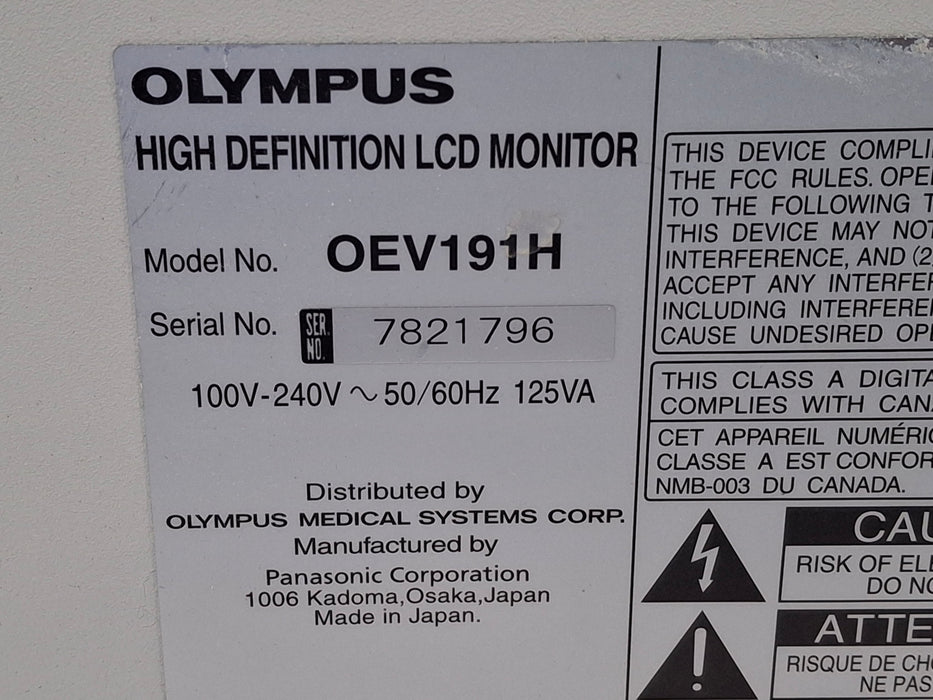 OLYMPUS
HIGH DEFINITION LCD MONITOR
Model No. OEV191H
Serial No. SER. NO. 7821796
100V-240V ~ 50/60Hz 125VA
Distributed by
OLYMPUS MEDICAL SYSTEMS CORP.
Manufactured by
Panasonic Corporation
1006 Kadoma,Osaka,Japan
Made in Japan.
THIS DEVICE
THE FCC RULES.
TO THE FOLLOWING
THIS DEVICE MAY NOT
INTERFERENCE, AND
ACCEPT ANY
INCLUDING
CAUSE UNDESIRED
THIS CLASS A
COMPLIES WITH
CET APPAREIL
CLASSE A EST
NMB-003 DU CANADA.
RISK OF
DO
RISQUE DE
NE PAS